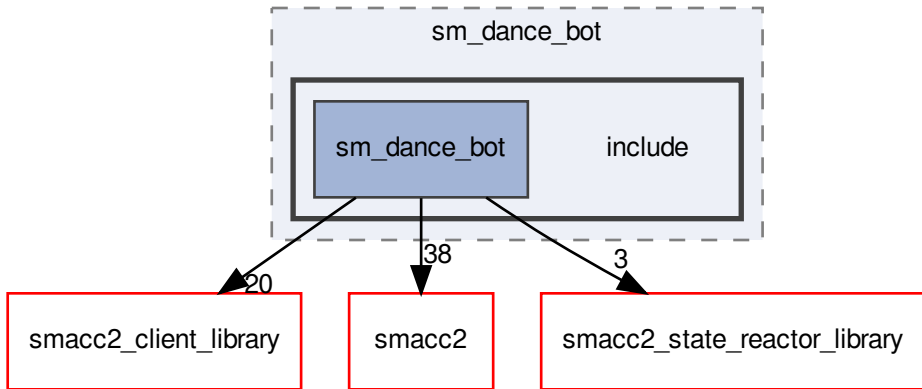 sm_dance_bot
sm_dance_bot
include
20
38
3
smacc2_client_library
smacc2
smacc2_state_reactor_library